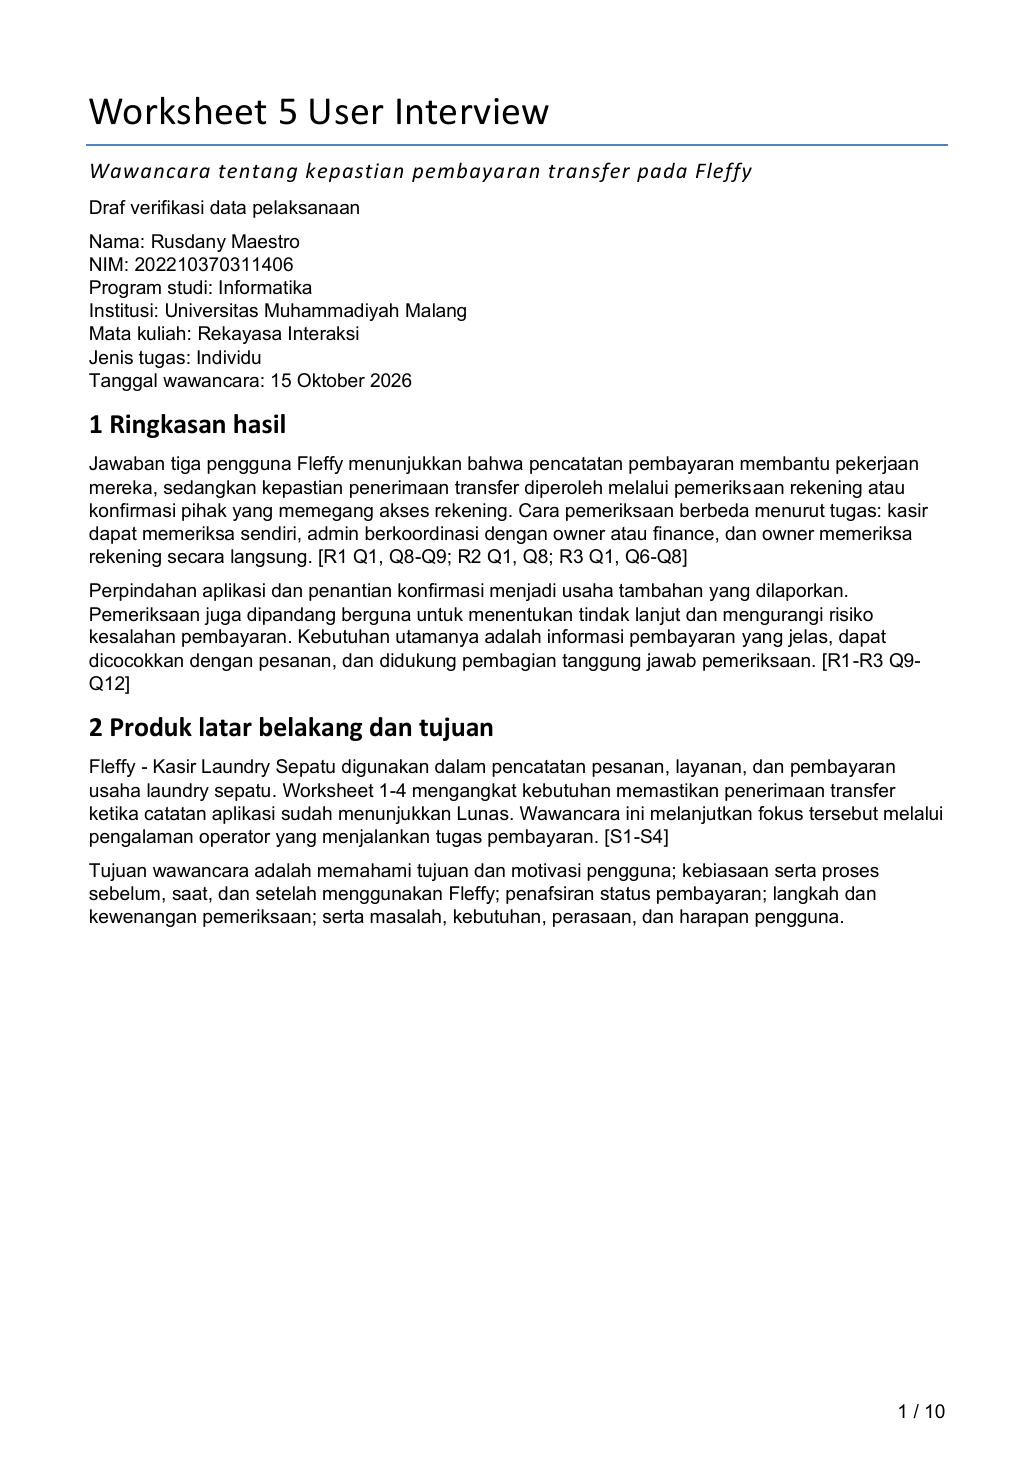 Worksheet 5 User Interview
Wawancara tentang kepastian pembayaran transfer pada Fleffy
Draf verifikasi data pelaksanaan
Nama: Rusdany Maestro
NIM: 202210370311406
Program studi: Informatika
Institusi: Universitas Muhammadiyah Malang
Mata kuliah: Rekayasa Interaksi
Jenis tugas: Individu
Tanggal wawancara: 15 Oktober 2026
1 Ringkasan hasil
Jawaban tiga pengguna Fleffy menunjukkan bahwa pencatatan pembayaran membantu pekerjaan
mereka, sedangkan kepastian penerimaan transfer diperoleh melalui pemeriksaan rekening atau
konfirmasi pihak yang memegang akses rekening. Cara pemeriksaan berbeda menurut tugas: kasir
dapat memeriksa sendiri, admin berkoordinasi dengan owner atau finance, dan owner memeriksa
rekening secara langsung. [R1 Q1, Q8-Q9; R2 Q1, Q8; R3 Q1, Q6-Q8]
Perpindahan aplikasi dan penantian konfirmasi menjadi usaha tambahan yang dilaporkan.
Pemeriksaan juga dipandang berguna untuk menentukan tindak lanjut dan mengurangi risiko
kesalahan pembayaran. Kebutuhan utamanya adalah informasi pembayaran yang jelas, dapat
dicocokkan dengan pesanan, dan didukung pembagian tanggung jawab pemeriksaan. [R1-R3 Q9-
Q12]
2 Produk latar belakang dan tujuan
Fleffy - Kasir Laundry Sepatu digunakan dalam pencatatan pesanan, layanan, dan pembayaran
usaha laundry sepatu. Worksheet 1-4 mengangkat kebutuhan memastikan penerimaan transfer
ketika catatan aplikasi sudah menunjukkan Lunas. Wawancara ini melanjutkan fokus tersebut melalui
pengalaman operator yang menjalankan tugas pembayaran. [S1-S4]
Tujuan wawancara adalah memahami tujuan dan motivasi pengguna; kebiasaan serta proses
sebelum, saat, dan setelah menggunakan Fleffy; penafsiran status pembayaran; langkah dan
kewenangan pemeriksaan; serta masalah, kebutuhan, perasaan, dan harapan pengguna.
1 / 10